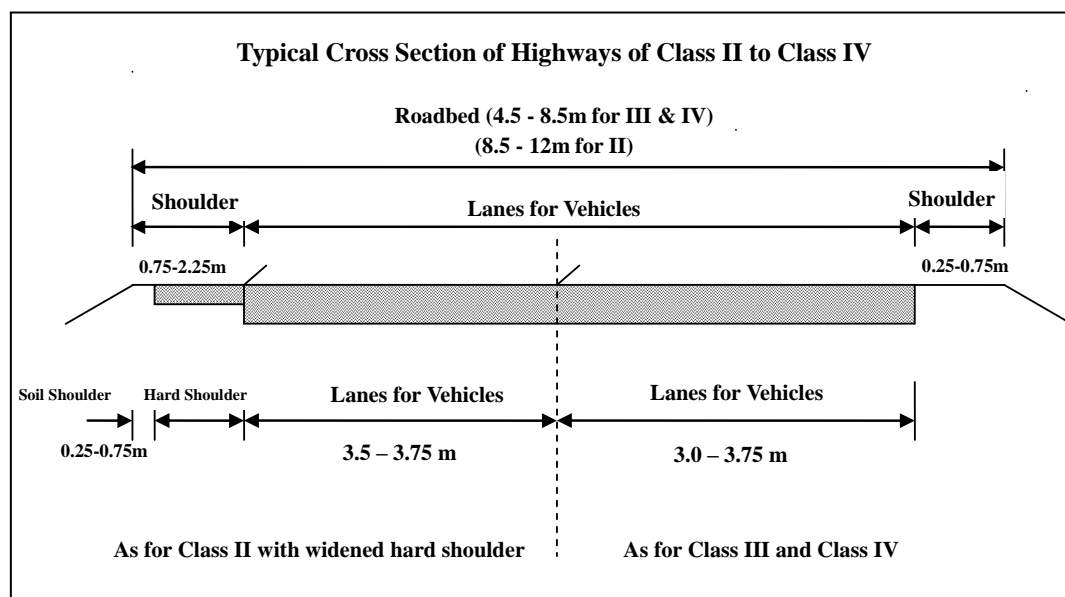 Typical Cross Section of Highways of Class II to Class IV
Roadbed (4.5 - 8.5m for III & IV)
(8.5 - 12m for II)
Shoulder
Lanes for Vehicles
Shoulder
0.75-2.25m
0.25-0.75m
Soil Shoulder
Hard Shoulder
Lanes for Vehicles
Lanes for Vehicles
0.25-0.75m
3.5 – 3.75 m
3.0 – 3.75 m
As for Class II with widened hard shoulder
As for Class III and Class IV